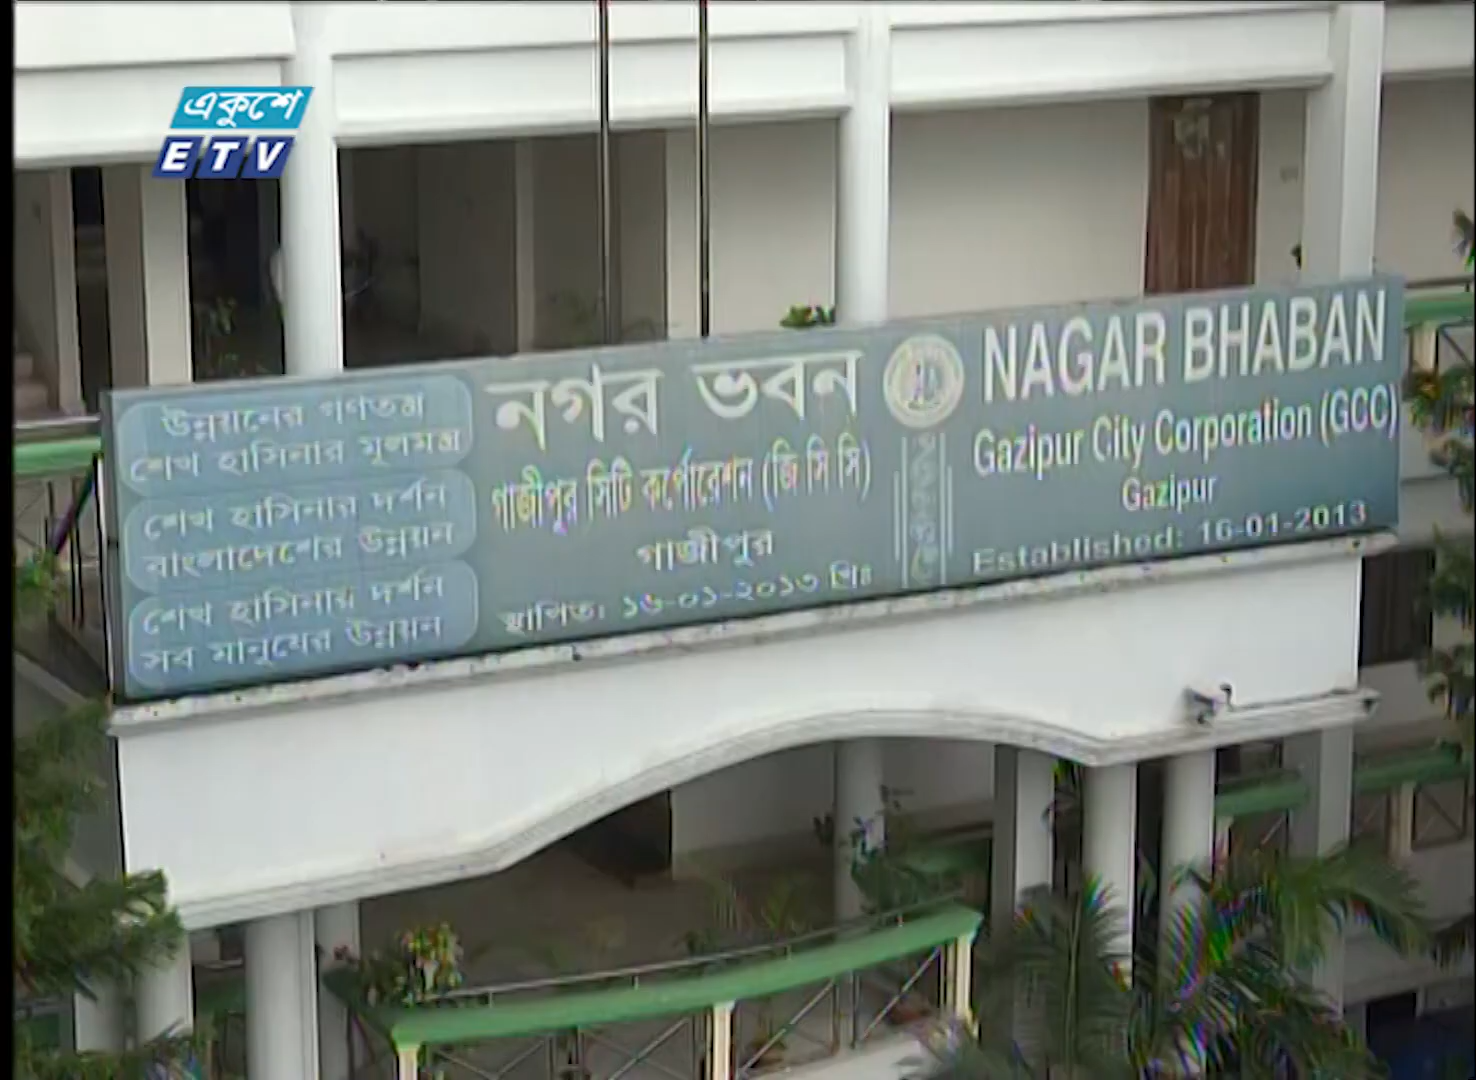 একুশে
ETV
উন্নয়নের গণতন্ত্র
শেখ হাসিনার মূলমন্ত্র
শেখ হাসিনার দর্শন
বাংলাদেশের উন্নয়ন
শেখ হাসিনার দর্শন
সব মানুষের উন্নয়ন
নগর ভবন
গাজীপুর সিটি কর্পোরেশন (জি সি সি)
গাজীপুর
স্থাপিত: ১৬-০১-২০১৩ খ্রিঃ
NAGAR BHABAN
Gazipur City Corporation (GCC)
Gazipur
Established: 16-01-2013